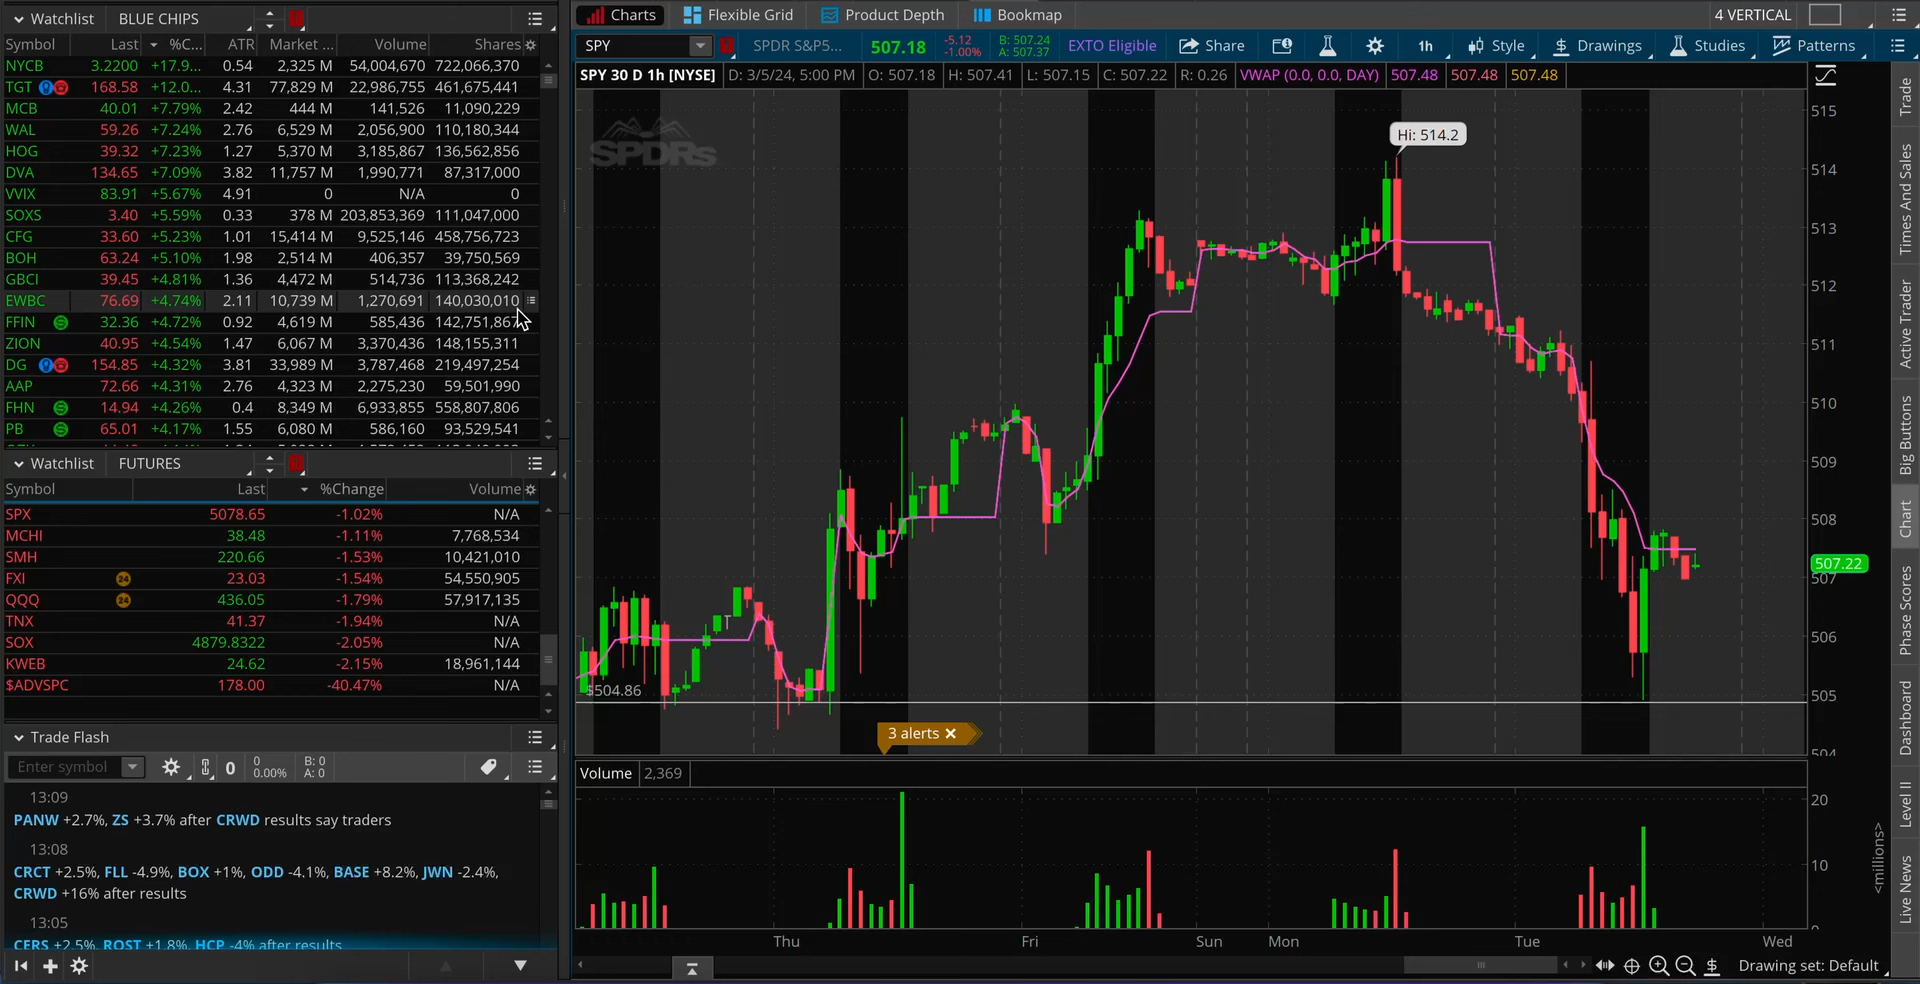 Watchlist BLUE CHIPS
Symbol Last %C... ATR Market ... Volume Shares
NYCB 3.2200 +17.9... 0.54 2,325 M 54,004,670 722,066,370
TGT 168.58 +12.0... 4.31 77,829 M 22,986,755 461,675,441
MCB 40.01 +7.79% 2.42 444 M 141,526 11,090,229
WAL 59.26 +7.24% 2.76 6,529 M 2,056,900 110,180,344
HOG 39.32 +7.23% 1.27 5,370 M 3,185,867 136,562,856
DVA 134.65 +7.09% 3.82 11,757 M 1,990,771 87,317,000
VVIX 83.91 +5.67% 4.91 0 N/A 0
SOXS 3.40 +5.59% 0.33 378 M 203,853,369 111,047,000
CFG 33.60 +5.23% 1.01 15,414 M 9,525,146 458,756,723
BOH 63.24 +5.10% 1.98 2,514 M 406,357 39,750,569
GBCI 39.45 +4.81% 1.36 4,472 M 514,736 113,368,242
EWBC 76.69 +4.74% 2.11 10,739 M 1,270,691 140,030,010
FFIN 32.36 +4.72% 0.92 4,619 M 585,436 142,751,867
ZION 40.95 +4.54% 1.47 6,067 M 3,370,436 148,155,311
DG 154.85 +4.32% 3.81 33,989 M 3,787,468 219,497,254
AAP 72.66 +4.31% 2.76 4,323 M 2,275,230 59,501,990
FHN 14.94 +4.26% 0.4 8,349 M 6,933,855 558,807,806
PB 65.01 +4.17% 1.55 6,080 M 586,160 93,529,541
Watchlist FUTURES
Symbol Last %Change Volume
SPX 5078.65 -1.02% N/A
MCHI 38.48 -1.11% 7,768,534
SMH 220.66 -1.53% 10,421,010
FXI 24 23.03 -1.54% 54,550,905
QQQ 24 436.05 -1.79% 57,917,135
TNX 41.37 -1.94% N/A
SOX 4879.8322 -2.05% N/A
KWEB 24.62 -2.15% 18,961,144
$ADVSPC 178.00 -40.47% N/A
Trade Flash
Enter symbol 0 0 B: 0
0.00% A: 0
13:09
PANW +2.7%, ZS +3.7% after CRWD results say traders
13:08
CRCT +2.5%, FLL -4.9%, BOX +1%, ODD -4.1%, BASE +8.2%, JWN -2.4%,
CRWD +16% after results
13:05
CERS +2.5%, ROST +1.8%, HCP -4% after results
Charts Flexible Grid Product Depth Bookmap 4 VERTICAL
SPY SPDR S&P5... 507.18 -5.12 B: 507.24 EXTO Eligible Share 1h Style $ Drawings Studies Patterns
-1.00% A: 507.37
SPY 30 D 1h [NYSE] D: 3/5/24, 5:00 PM O: 507.18 H: 507.41 L: 507.15 C: 507.22 R: 0.26 VWAP (0.0, 0.0, DAY) 507.48 507.48 507.48
SPDRs
Hi: 514.2
515
514
513
512
511
510
509
508
507.22
507
506
505
504
$504.86
3 alerts
Volume 2,369
20
10
0
<millions>
Thu Fri Sun Mon Tue Wed
$ Drawing set: Default
Trade
Times And Sales
Active Trader
Big Buttons
Chart
Phase Scores
Dashboard
Level II
Live News